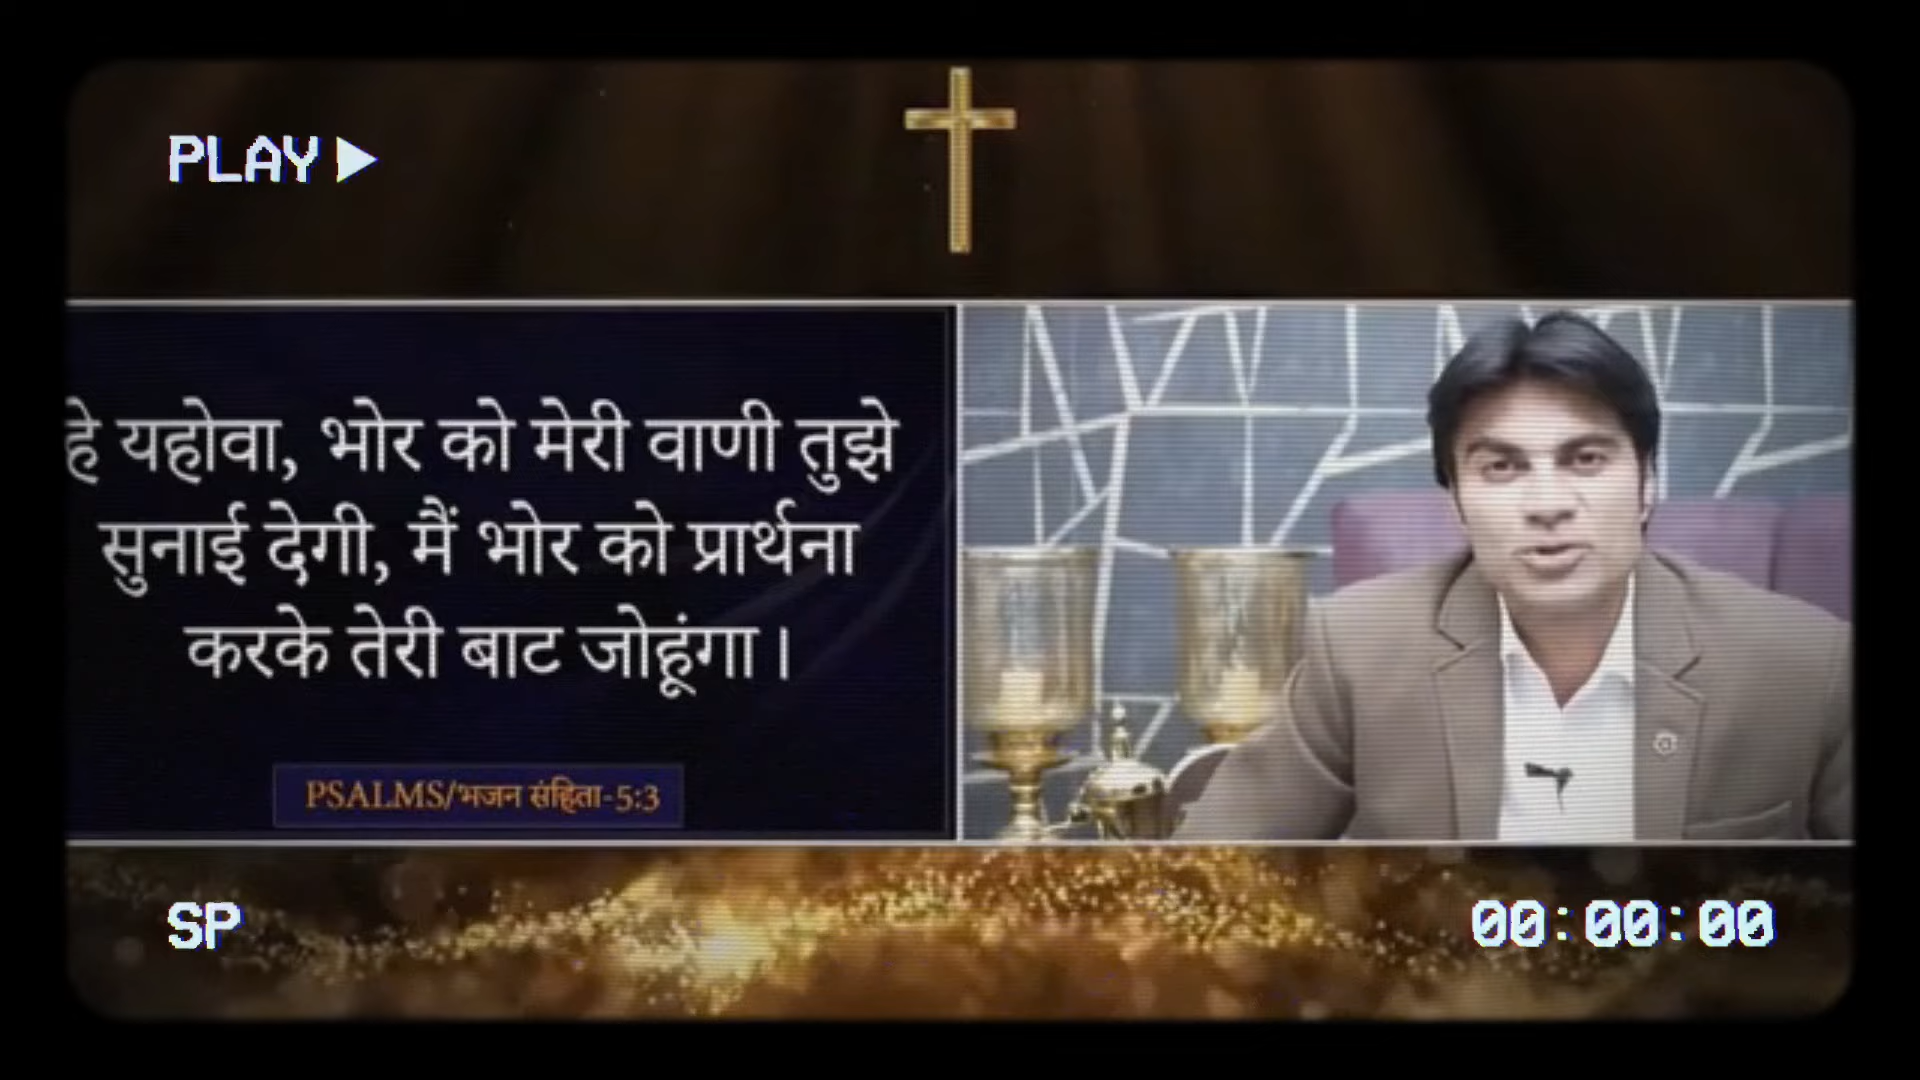 PLAY
हे यहोवा, भोर को मेरी वाणी तुझे
सुनाई देगी, मैं भोर को प्रार्थना
करके तेरी बाट जोहूंगा।
PSALMS/भजन संहिता-5:3
SP
00:00:00